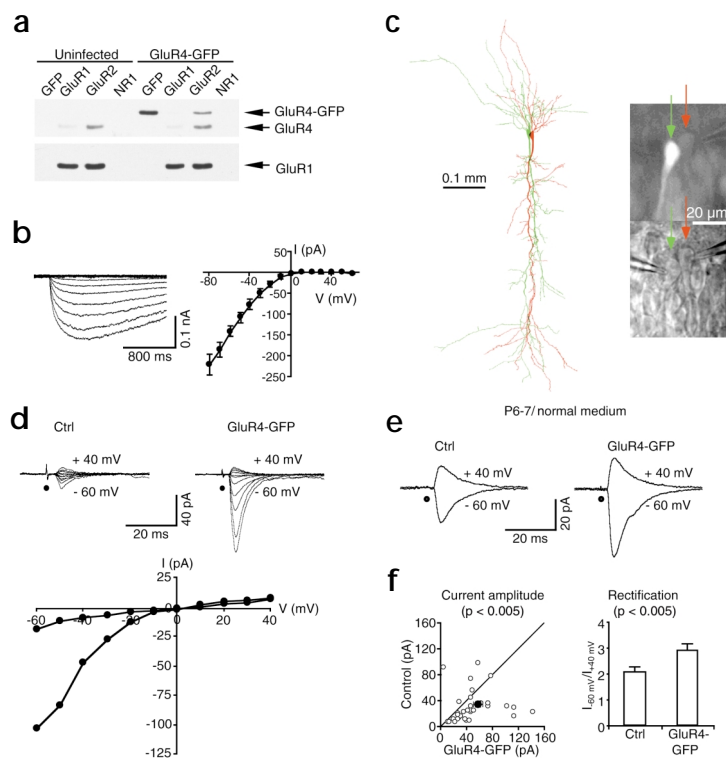 a
Uninfected
GluR4-GFP
GFP
GluR1
GluR2
NR1
GFP
GluR1
GluR2
NR1
GluR4-GFP
GluR4
GluR1
b
800 ms
0.1 nA
I (pA)
50
0
-50
-100
-150
-200
-250
-80
-40
0
40
V (mV)
c
0.1 mm
20 µm
d
Ctrl
GluR4-GFP
+ 40 mV
- 60 mV
+ 40 mV
- 60 mV
20 ms
40 pA
I (pA)
25
0
-25
-50
-75
-100
-125
-60
-40
-20
0
20
40
V (mV)
P6-7/ normal medium
e
Ctrl
GluR4-GFP
+ 40 mV
- 60 mV
+ 40 mV
- 60 mV
20 ms
20 pA
f
Current amplitude
(p < 0.005)
Control (pA)
160
120
80
40
0
0
40
80
120
160
GluR4-GFP (pA)
Rectification
(p < 0.005)
I-60 mV/I+40 mV
4
3
2
1
0
Ctrl
GluR4-
GFP